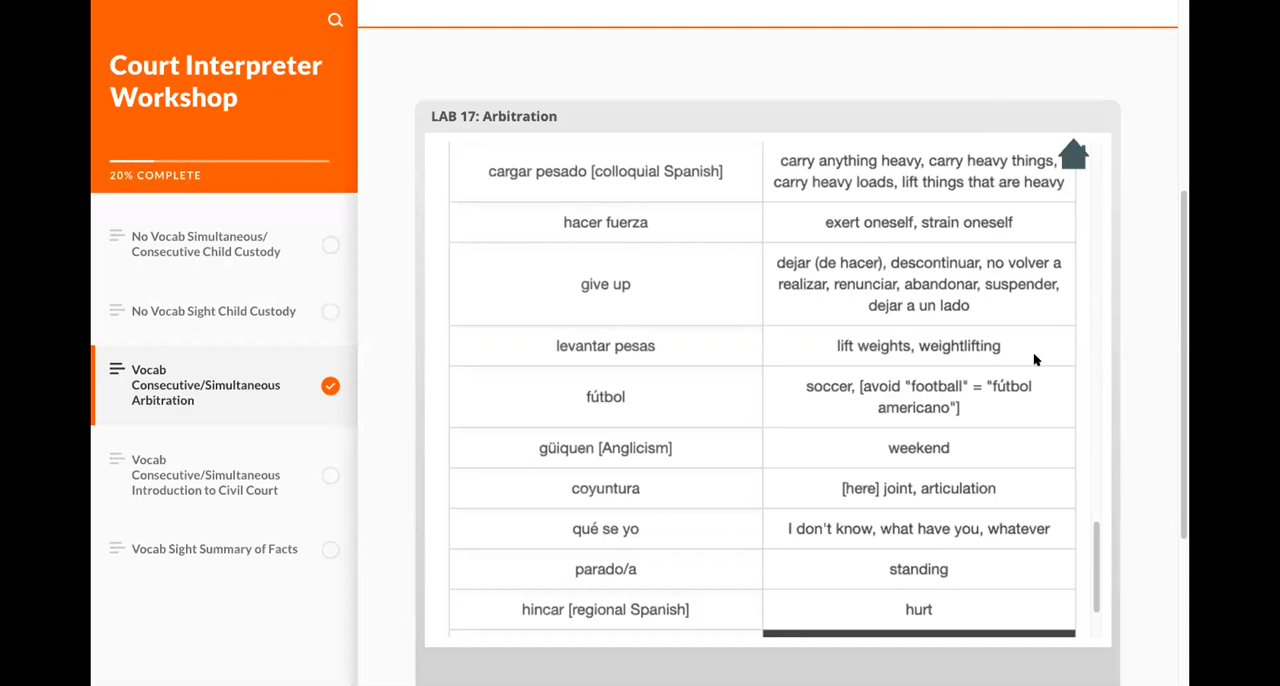 Court Interpreter
Workshop
20% COMPLETE
No Vocab Simultaneous/
Consecutive Child Custody
No Vocab Sight Child Custody
Vocab
Consecutive/Simultaneous
Arbitration
Vocab
Consecutive/Simultaneous
Introduction to Civil Court
Vocab Sight Summary of Facts
LAB 17: Arbitration
cargar pesado [colloquial Spanish]
carry anything heavy, carry heavy things,
carry heavy loads, lift things that are heavy
hacer fuerza
exert oneself, strain oneself
give up
dejar (de hacer), descontinuar, no volver a
realizar, renunciar, abandonar, suspender,
dejar a un lado
levantar pesas
lift weights, weightlifting
fútbol
soccer, [avoid "football" = "fútbol
americano"]
güiquen [Anglicism]
weekend
coyuntura
[here] joint, articulation
qué se yo
I don't know, what have you, whatever
parado/a
standing
hincar [regional Spanish]
hurt